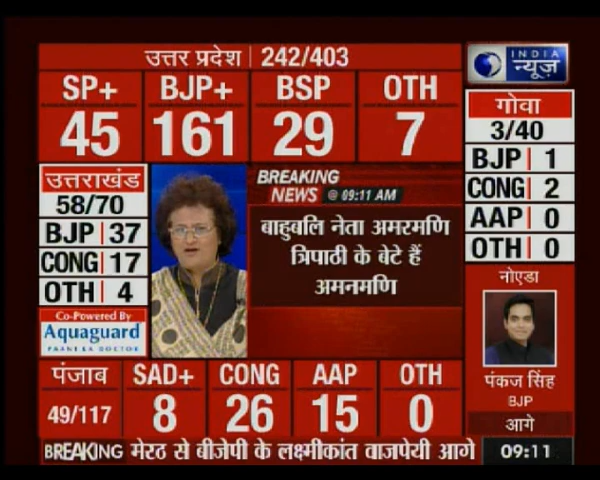 उत्तर प्रदेश 242/403
SP+ BJP+ BSP OTH
45 161 29 7
INDIA
न्यूज़
गोवा
3/40
BJP 1
CONG 2
AAP 0
OTH 0
उत्तराखंड
58/70
BJP 37
CONG 17
OTH 4
Co-Powered By
Aquaguard
PAANI KA DOCTOR
BREAKING
NEWS @ 09:11 AM
बाहुबलि नेता अमरमणि
त्रिपाठी के बेटे हैं
अमनमणि
नोएडा
पंकज सिंह
BJP
आगे
पंजाब SAD+ CONG AAP OTH
49/117 8 26 15 0
BREAKING मेरठ से बीजेपी के लक्ष्मीकांत वाजपेयी आगे 09:11